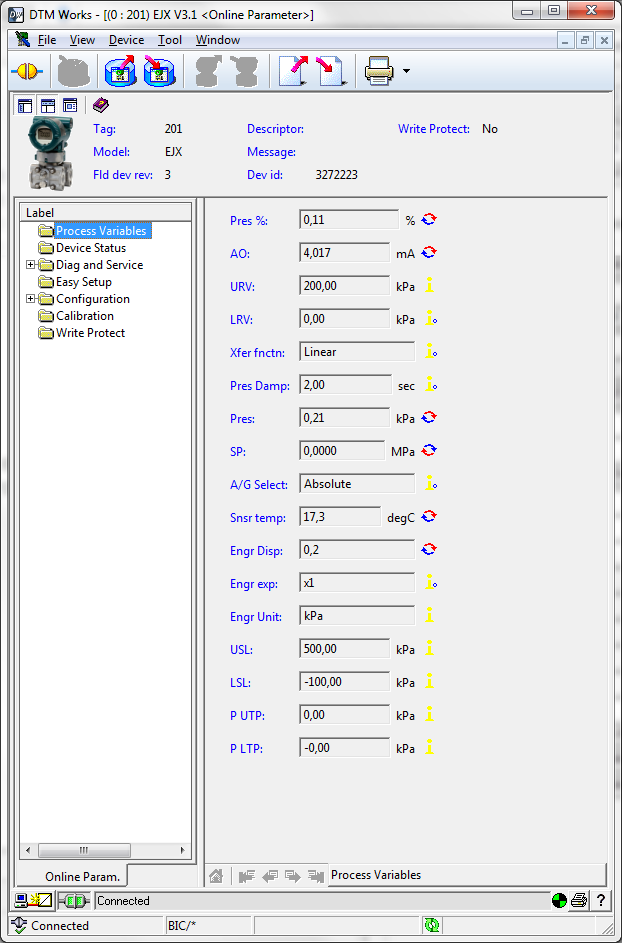 DTM Works - [(0 : 201) EJX V3.1 <Online Parameter>]
File View Device Tool Window
Tag: 201 Descriptor: Write Protect: No
Model: EJX Message:
Fld dev rev: 3 Dev id: 3272223
Label
Process Variables
Device Status
Diag and Service
Easy Setup
Configuration
Calibration
Write Protect
Pres %: 0,11 %
AO: 4,017 mA
URV: 200,00 kPa
LRV: 0,00 kPa
Xfer fnctn: Linear
Pres Damp: 2,00 sec
Pres: 0,21 kPa
SP: 0,0000 MPa
A/G Select: Absolute
Snsr temp: 17,3 degC
Engr Disp: 0,2
Engr exp: x1
Engr Unit: kPa
USL: 500,00 kPa
LSL: -100,00 kPa
P UTP: 0,00 kPa
P LTP: -0,00 kPa
Online Param.
Process Variables
Connected
Connected BIC/*